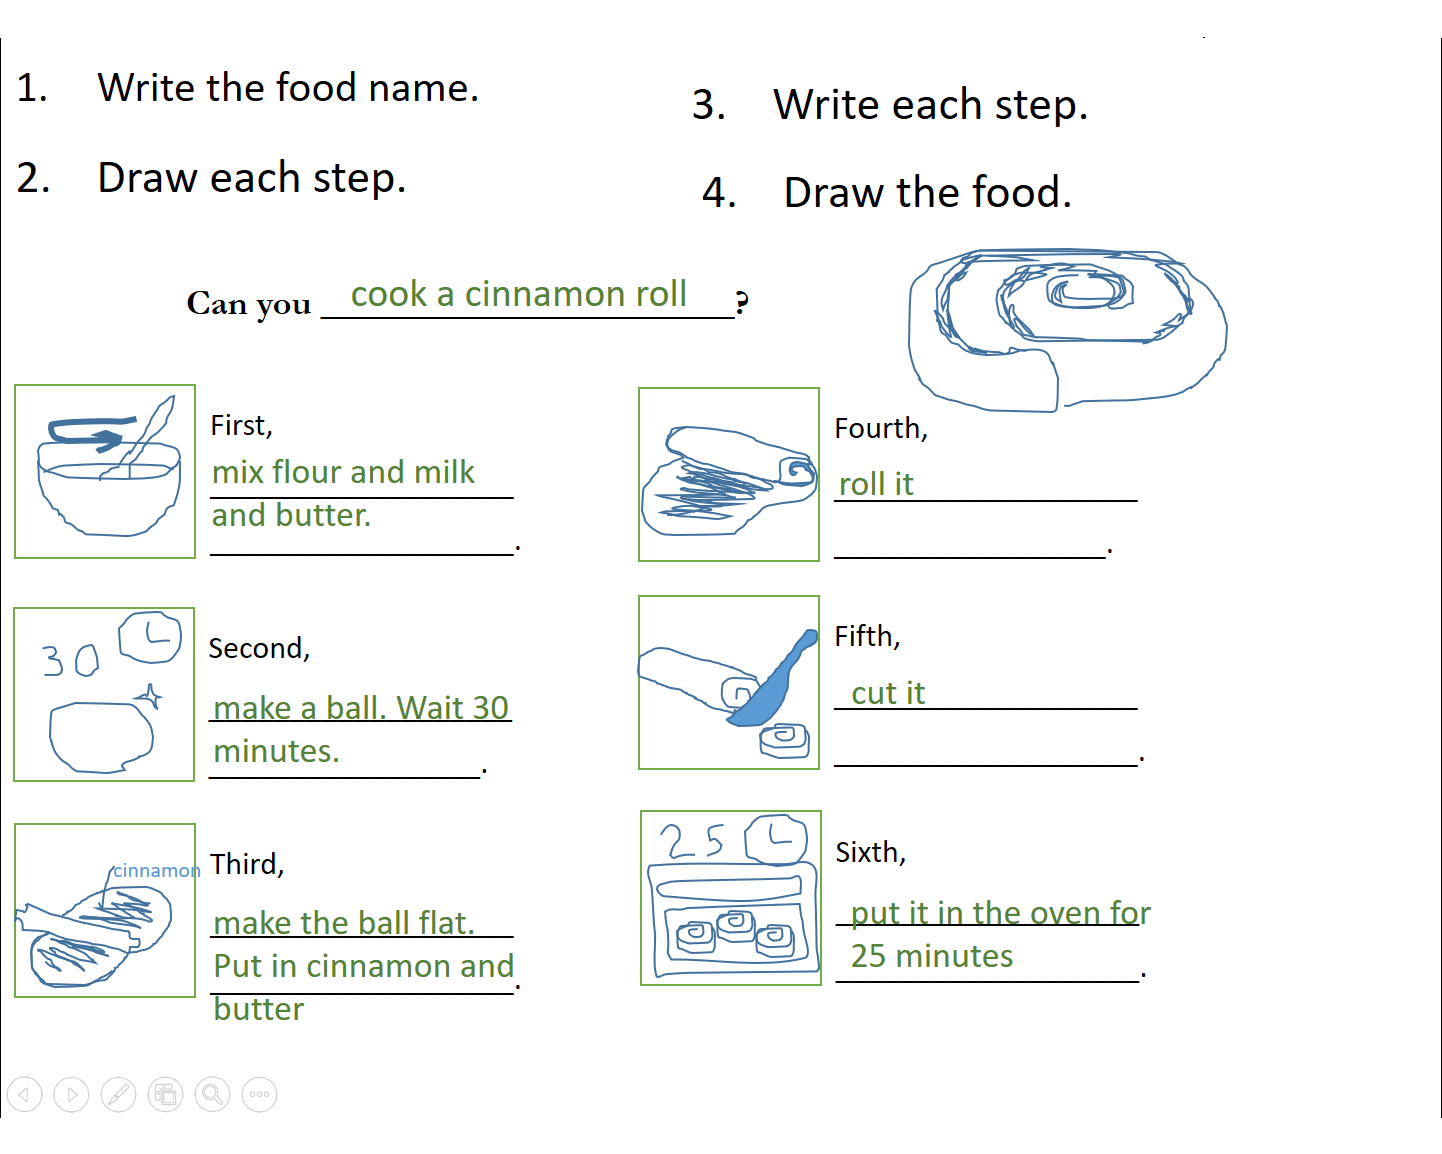 1. Write the food name.
2. Draw each step.
3. Write each step.
4. Draw the food.
Can you cook a cinnamon roll?
First,
mix flour and milk
and butter.
.
30
Second,
make a ball. Wait 30
minutes.
.
cinnamon
Third,
make the ball flat.
Put in cinnamon and
.
butter
Fourth,
roll it
.
Fifth,
cut it
.
25
Sixth,
put it in the oven for
25 minutes
.